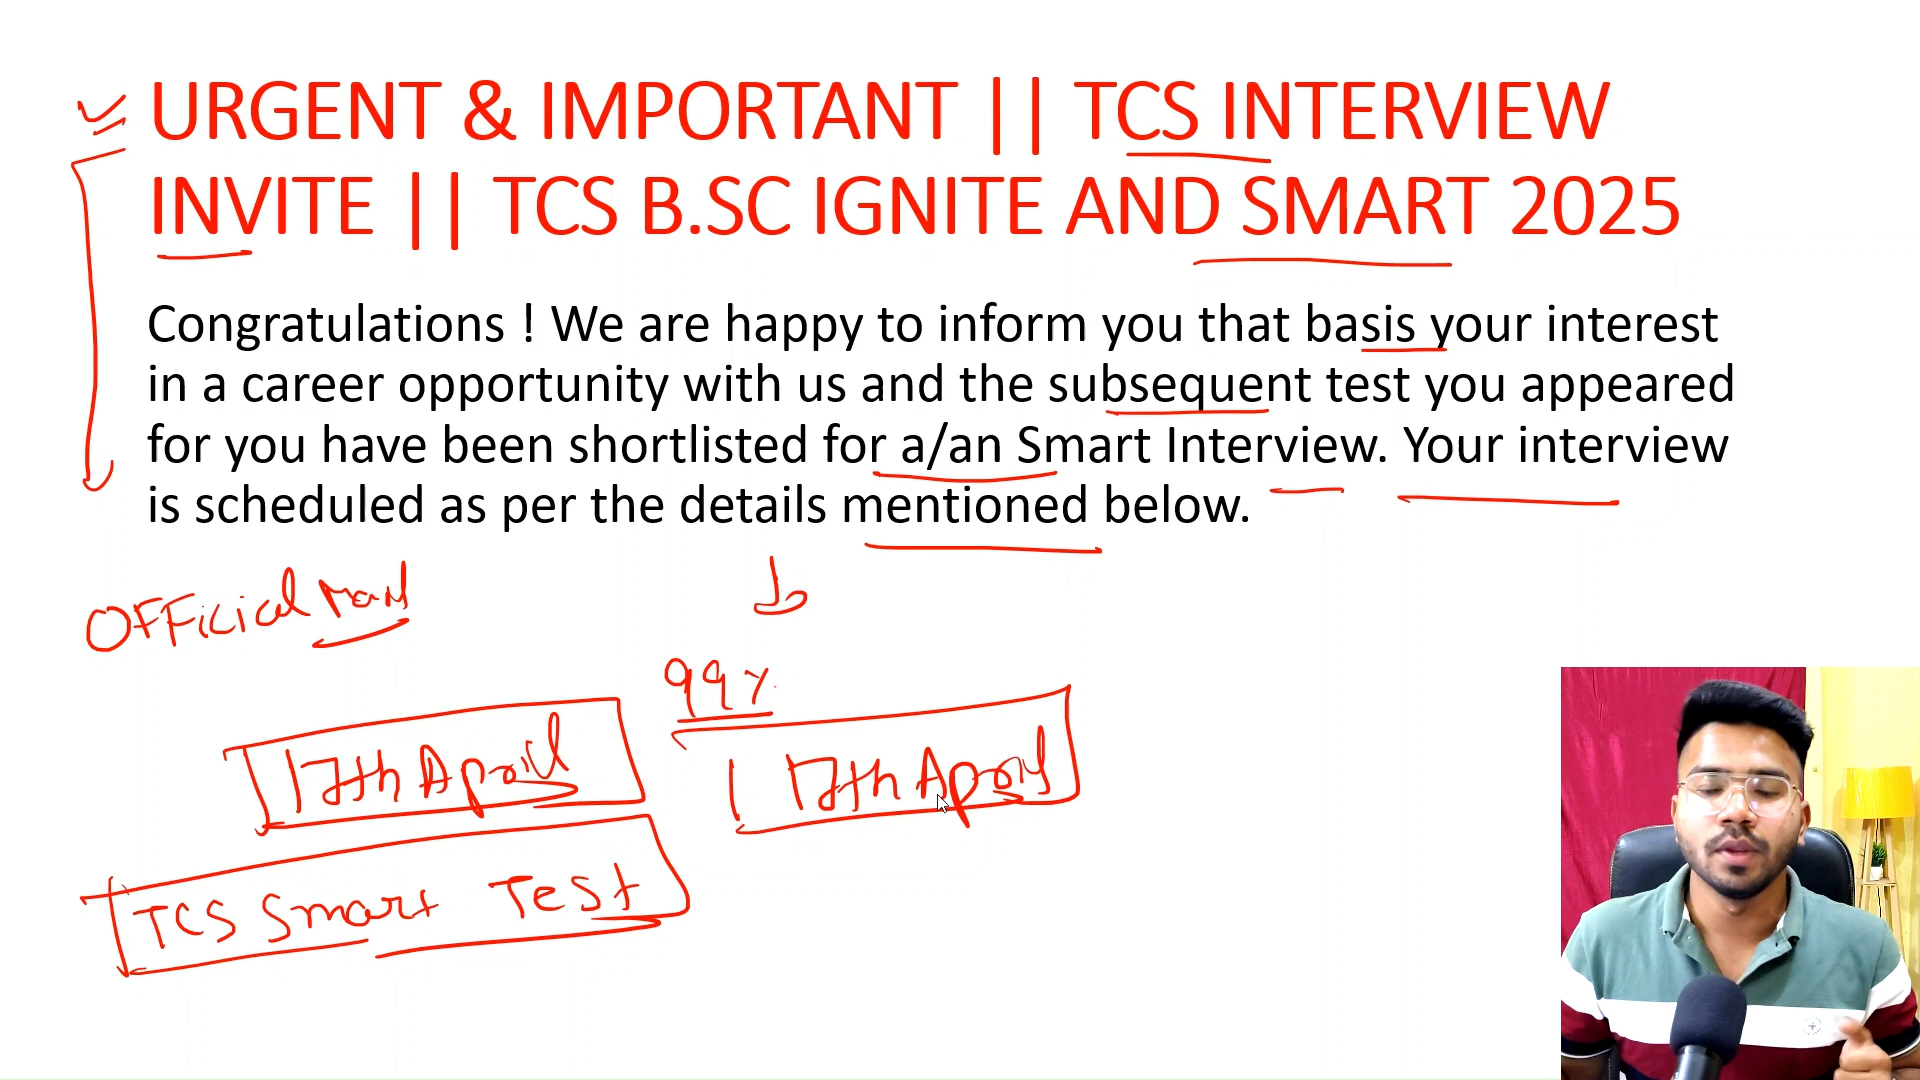 URGENT & IMPORTANT || TCS INTERVIEW
INVITE || TCS B.SC IGNITE AND SMART 2025
Congratulations ! We are happy to inform you that basis your interest
in a career opportunity with us and the subsequent test you appeared
for you have been shortlisted for a/an Smart Interview. Your interview
is scheduled as per the details mentioned below.
OFFicial Mail
99%
17th April
17th April
TCS Smart Test